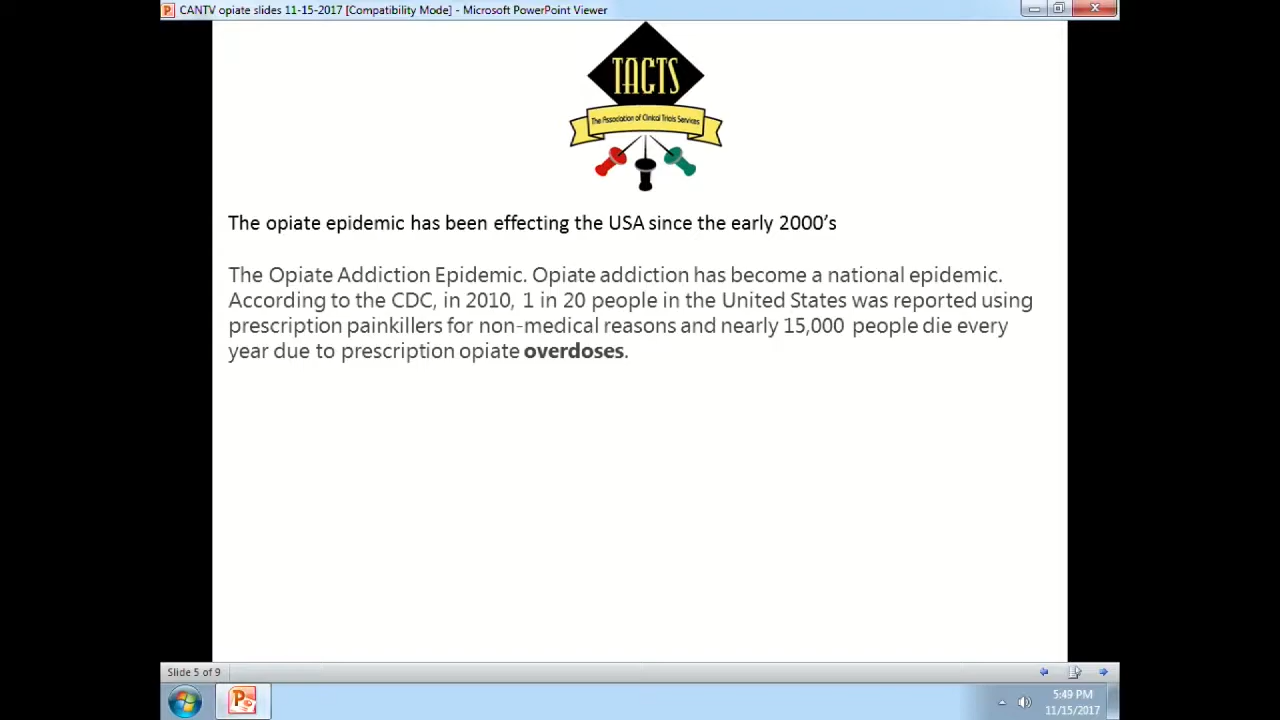 CANTV opiate slides 11-15-2017 [Compatibility Mode] - Microsoft PowerPoint Viewer
TACTS
The Association of Clinical Trials Services
The opiate epidemic has been effecting the USA since the early 2000's
The Opiate Addiction Epidemic. Opiate addiction has become a national epidemic.
According to the CDC, in 2010, 1 in 20 people in the United States was reported using
prescription painkillers for non-medical reasons and nearly 15,000 people die every
year due to prescription opiate overdoses.
Slide 5 of 9
5:49 PM
11/15/2017